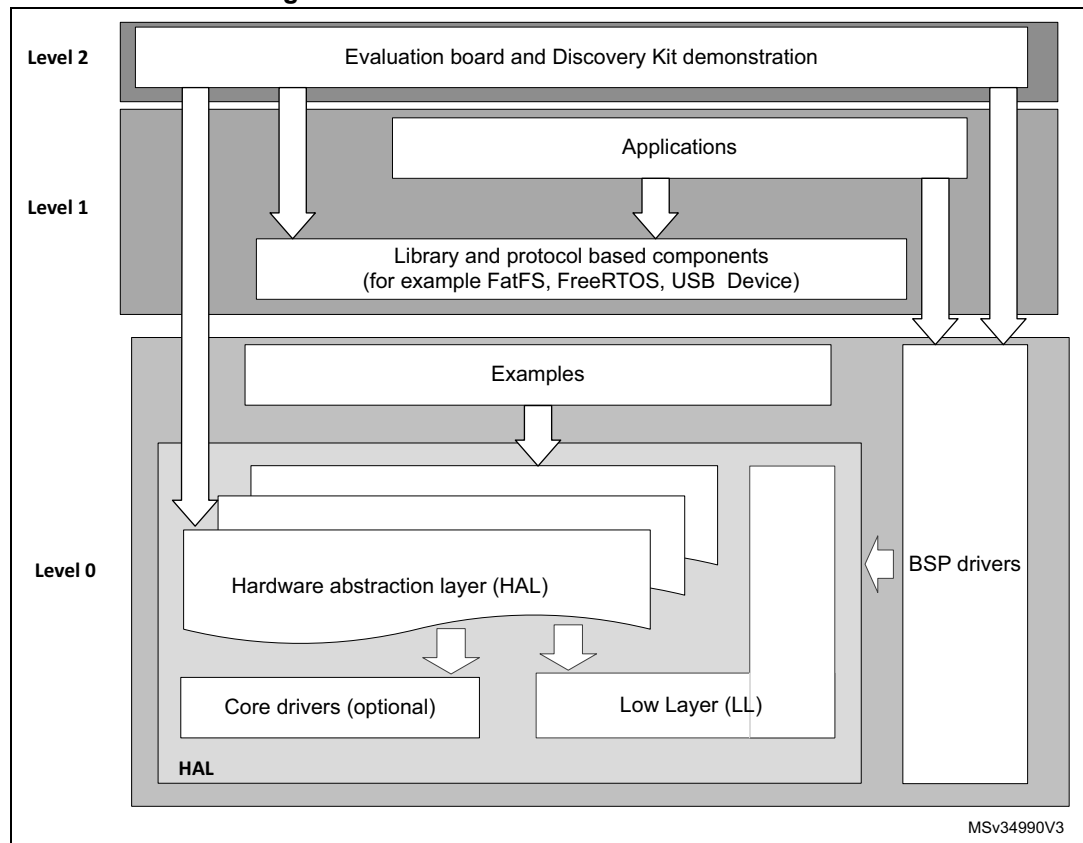 Level 2
Evaluation board and Discovery Kit demonstration
Applications
Level 1
Library and protocol based components
(for example FatFS, FreeRTOS, USB Device)
Examples
Level 0
Hardware abstraction layer (HAL)
BSP drivers
Core drivers (optional)
Low Layer (LL)
HAL
MSv34990V3